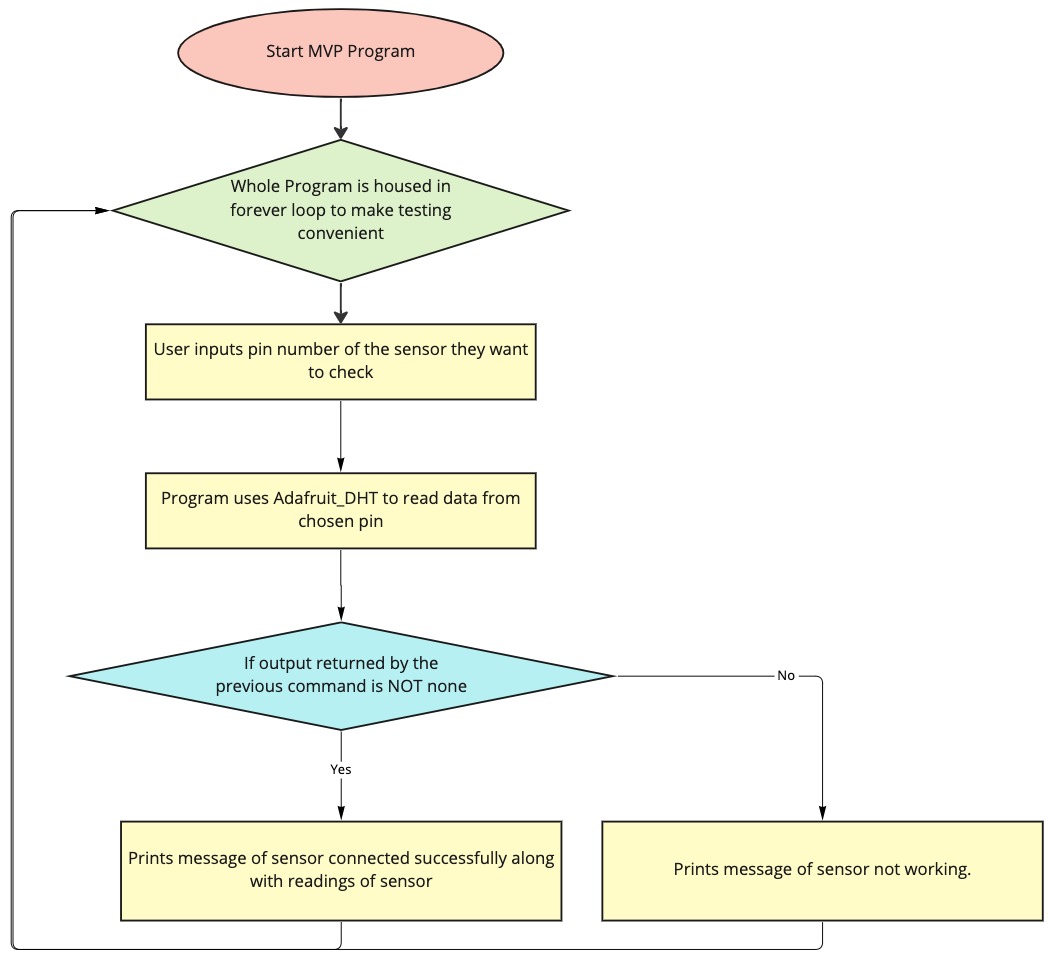 Start MVP Program
Whole Program is housed in
forever loop to make testing
convenient
User inputs pin number of the sensor they want
to check
Program uses Adafruit_DHT to read data from
chosen pin
If output returned by the
previous command is NOT none
No
Yes
Prints message of sensor connected successfully along
with readings of sensor
Prints message of sensor not working.